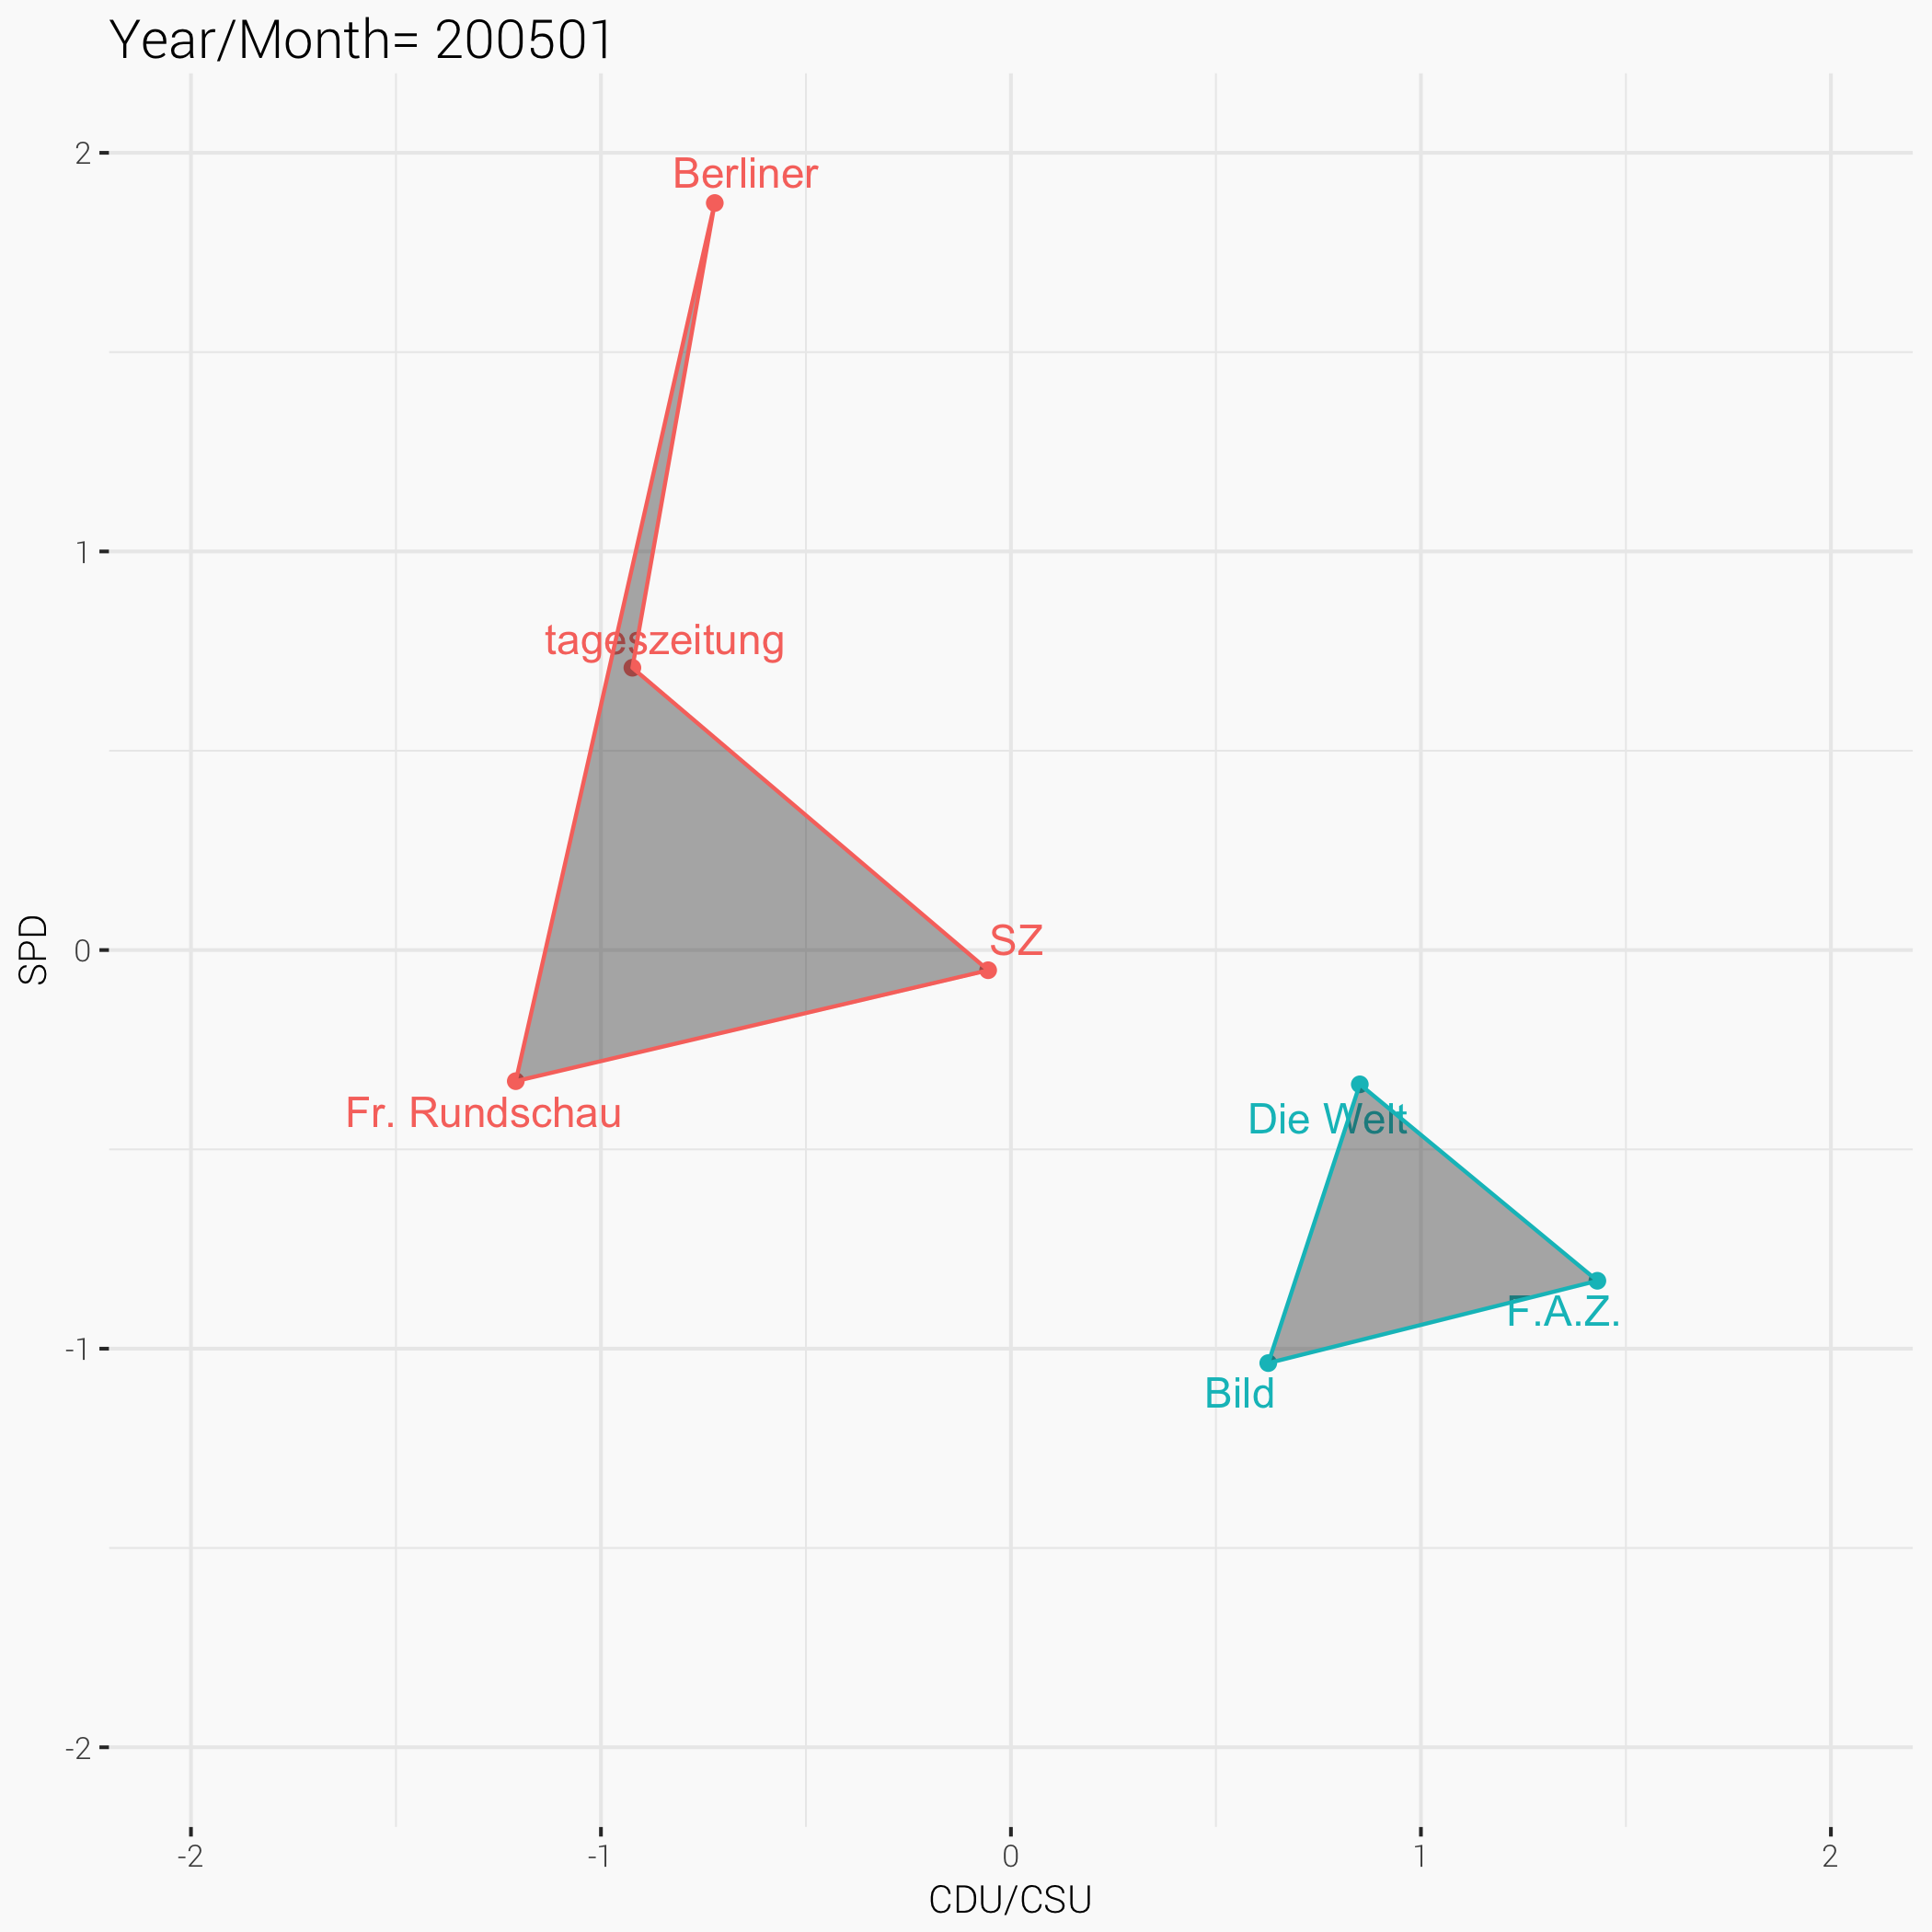 Year/Month= 200501
2
Berliner
1
tageszeitung
SPD
0
SZ
Fr. Rundschau
Die Welt
F.A.Z.
-1
Bild
-2
-2 -1 0 1 2
CDU/CSU